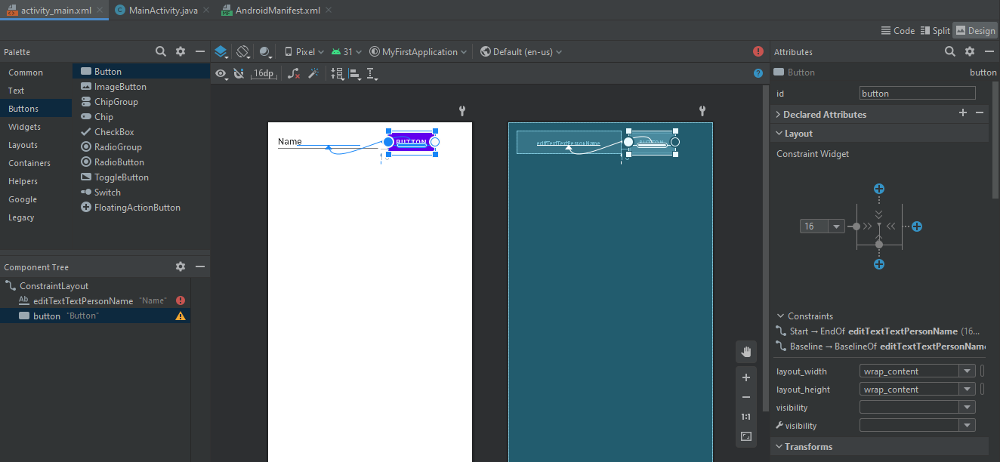 activity_main.xml MainActivity.java AndroidManifest.xml
Code Split Design
Palette
Common
Text
Buttons
Widgets
Layouts
Containers
Helpers
Google
Legacy
Button
ImageButton
ChipGroup
Chip
CheckBox
RadioGroup
RadioButton
ToggleButton
Switch
FloatingActionButton
Component Tree
ConstraintLayout
Ab editTextTextPersonName "Name"
button "Button"
Pixel 31 MyFirstApplication Default (en-us)
16dp
Name BUTTON
editTextTextPersonName BUTTON
1:1
Attributes
Button button
id button
Declared Attributes
Layout
Constraint Widget
16
Constraints
Start → EndOf editTextTextPersonName (16...
Baseline → BaselineOf editTextTextPersonName
layout_width wrap_content
layout_height wrap_content
visibility
visibility
Transforms